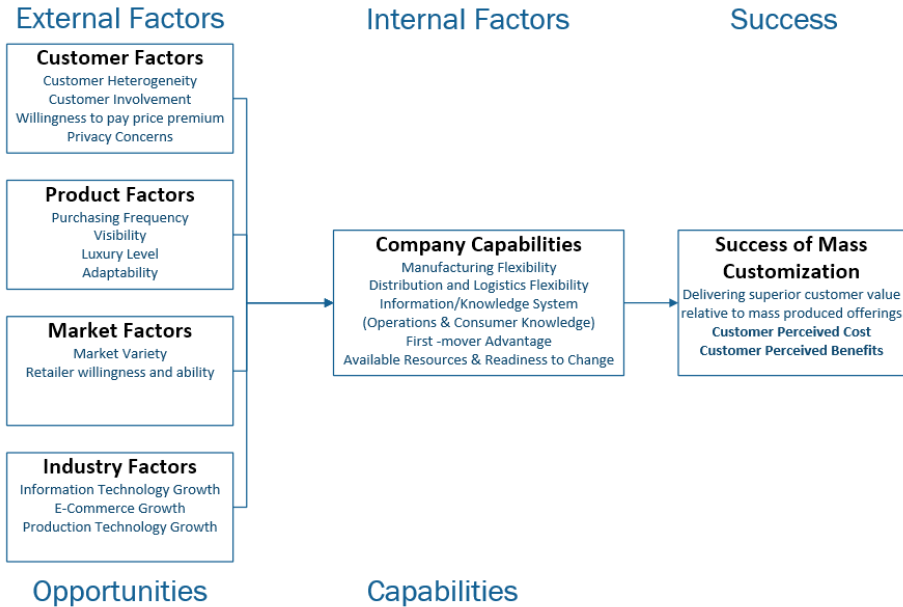 External Factors
Internal Factors
Success
Customer Factors
Customer Heterogeneity
Customer Involvement
Willingness to pay price premium
Privacy Concerns
Product Factors
Purchasing Frequency
Visibility
Luxury Level
Adaptability
Market Factors
Market Variety
Retailer willingness and ability
Industry Factors
Information Technology Growth
E-Commerce Growth
Production Technology Growth
Company Capabilities
Manufacturing Flexibility
Distribution and Logistics Flexibility
Information/Knowledge System
(Operations & Consumer Knowledge)
First -mover Advantage
Available Resources & Readiness to Change
Success of Mass
Customization
Delivering superior customer value
relative to mass produced offerings
Customer Perceived Cost
Customer Perceived Benefits
Opportunities
Capabilities